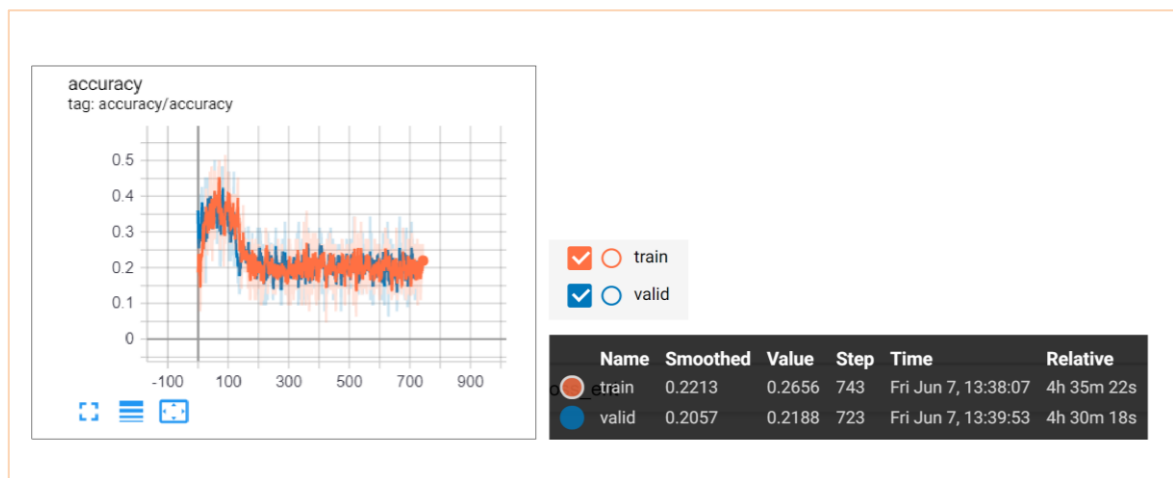 accuracy
tag: accuracy/accuracy
0.5
0.4
0.3
0.2
0.1
0
-100 100 300 500 700 900
train
valid
Name Smoothed Value Step Time Relative
train 0.2213 0.2656 743 Fri Jun 7, 13:38:07 4h 35m 22s
valid 0.2057 0.2188 723 Fri Jun 7, 13:39:53 4h 30m 18s